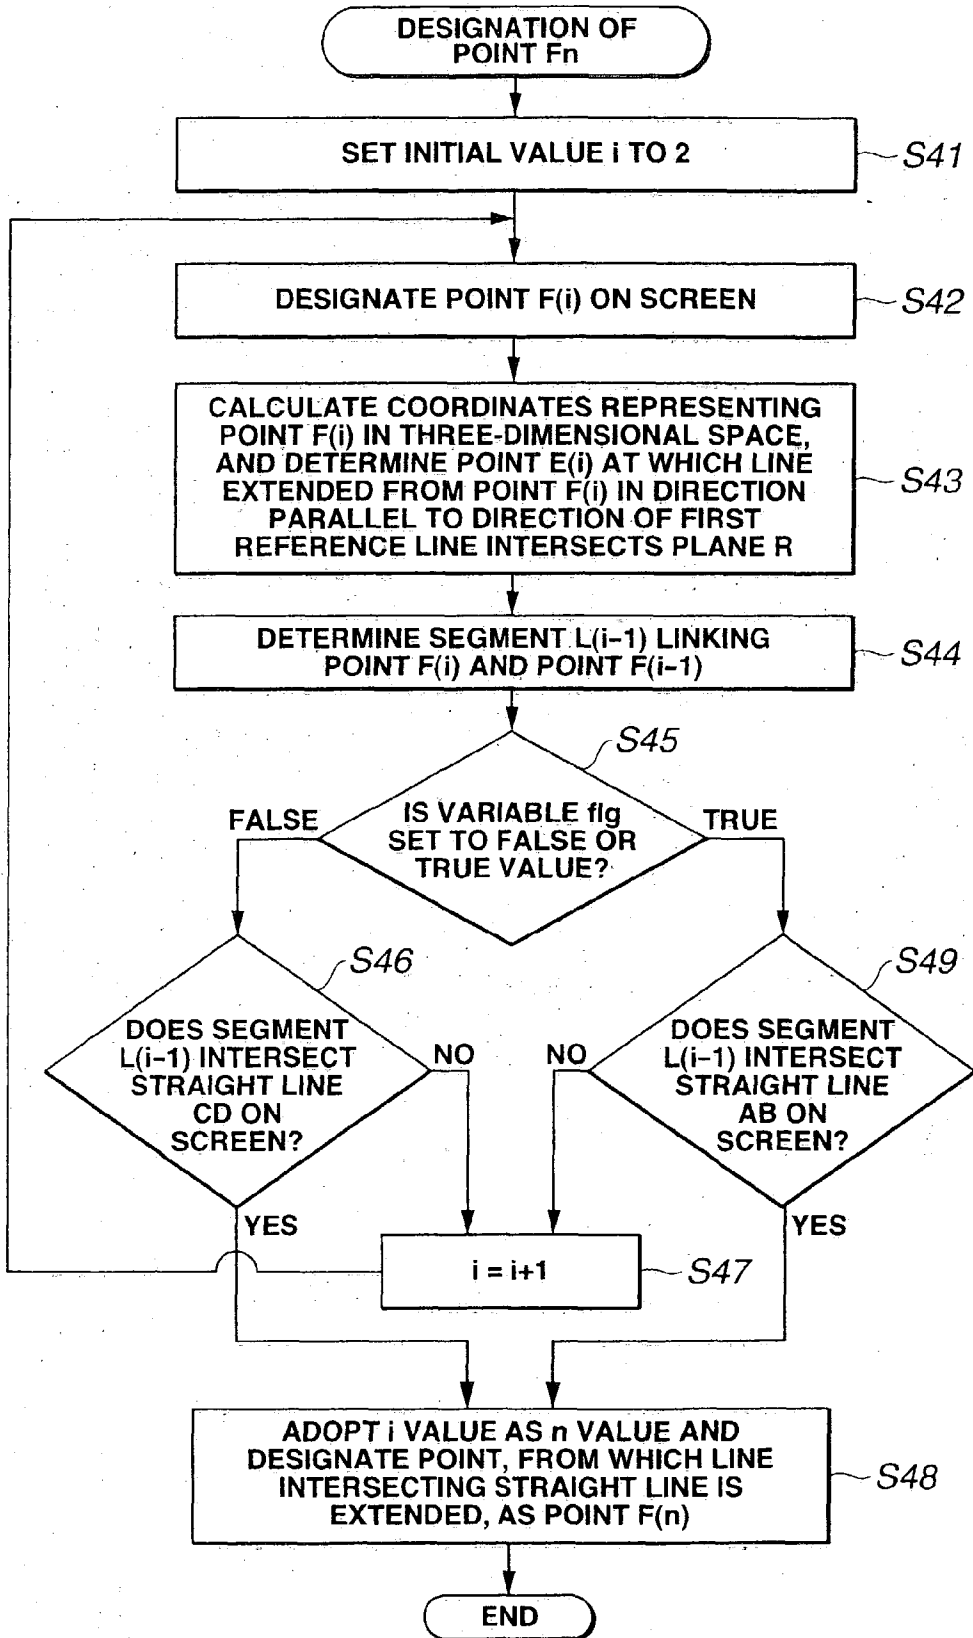 DESIGNATION OF
POINT Fn
SET INITIAL VALUE i TO 2
S41
DESIGNATE POINT F(i) ON SCREEN
S42
CALCULATE COORDINATES REPRESENTING
POINT F(i) IN THREE-DIMENSIONAL SPACE,
AND DETERMINE POINT E(i) AT WHICH LINE
EXTENDED FROM POINT F(i) IN DIRECTION
PARALLEL TO DIRECTION OF FIRST
REFERENCE LINE INTERSECTS PLANE R
S43
DETERMINE SEGMENT L(i-1) LINKING
POINT F(i) AND POINT F(i-1)
S44
S45
IS VARIABLE flg
SET TO FALSE OR
TRUE VALUE?
FALSE
TRUE
S46
DOES SEGMENT
L(i-1) INTERSECT
STRAIGHT LINE
CD ON
SCREEN?
NO
YES
S49
DOES SEGMENT
L(i-1) INTERSECT
STRAIGHT LINE
AB ON
SCREEN?
NO
YES
i = i+1
S47
ADOPT i VALUE AS n VALUE AND
DESIGNATE POINT, FROM WHICH LINE
INTERSECTING STRAIGHT LINE IS
EXTENDED, AS POINT F(n)
S48
END